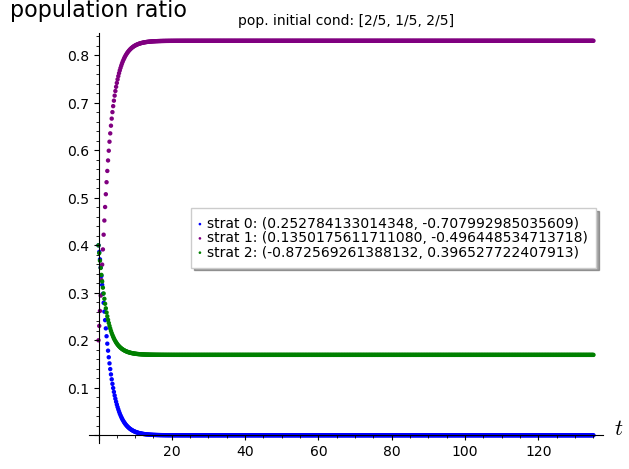 population ratio
pop. initial cond: [2/5, 1/5, 2/5]
0.8
0.7
0.6
0.5
strat 0: (0.252784133014348, -0.707992985035609)
strat 1: (0.1350175611711080, -0.496448534713718)
strat 2: (-0.872569261388132, 0.396527722407913)
0.4
0.3
0.2
0.1
t
20 40 60 80 100 120